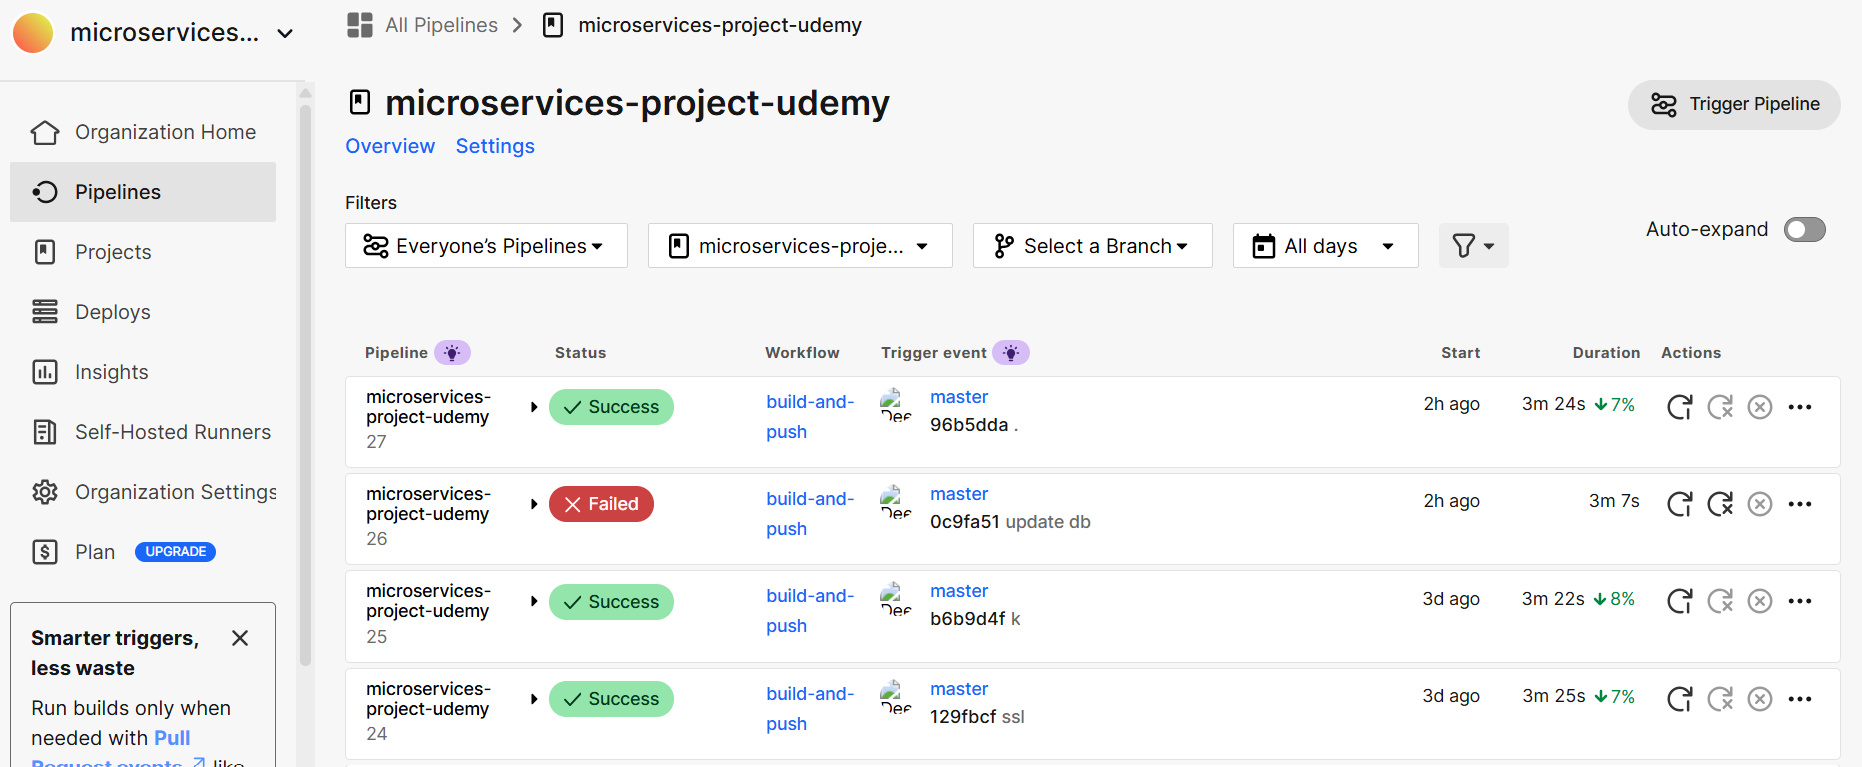 microservices...
All Pipelines
microservices-project-udemy
microservices-project-udemy
Trigger Pipeline
Overview Settings
Organization Home
Pipelines
Projects
Deploys
Insights
Self-Hosted Runners
Organization Settings
Plan UPGRADE
Smarter triggers,
less waste
Run builds only when
needed with Pull
Request events like
Filters
Everyone’s Pipelines
microservices-proje...
Select a Branch
All days
Auto-expand
Pipeline Status Workflow Trigger event Start Duration Actions
microservices-
project-udemy
27
Success
build-and-
push
Dee
master
96b5dda .
2h ago
3m 24s 7%
microservices-
project-udemy
26
Failed
build-and-
push
Dee
master
0c9fa51 update db
2h ago
3m 7s
microservices-
project-udemy
25
Success
build-and-
push
Dee
master
b6b9d4f k
3d ago
3m 22s 8%
microservices-
project-udemy
24
Success
build-and-
push
Dee
master
129fbcf ssl
3d ago
3m 25s 7%